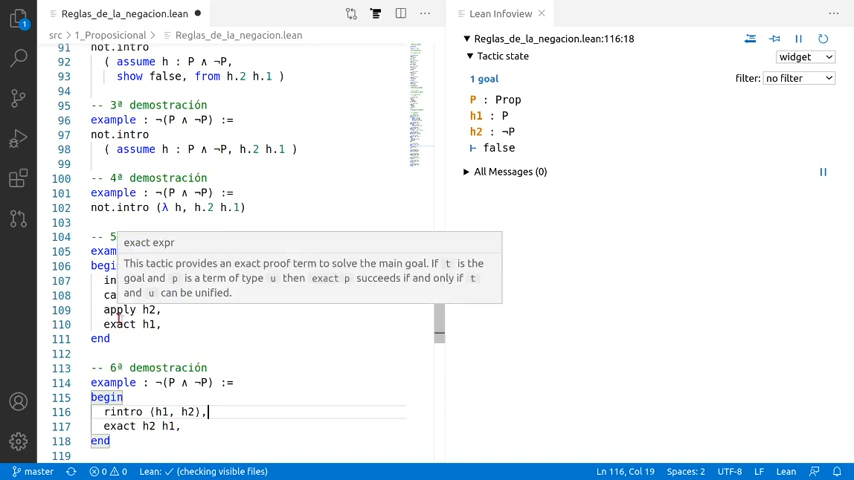 Reglas_de_la_negacion.lean
Lean Infoview
src
1_Proposicional
Reglas_de_la_negacion.lean
Reglas_de_la_negacion.lean:116:18
Tactic state
widget
1 goal
filter: no filter
P : Prop
h1 : P
h2 : ¬P
⊢ false
All Messages (0)
91 not.intro
92 ( assume h : P ∧ ¬P,
93 show false, from h.2 h.1 )
94
95 -- 3ª demostración
96 example : ¬(P ∧ ¬P) :=
97 not.intro
98 ( assume h : P ∧ ¬P, h.2 h.1 )
99
100 -- 4ª demostración
101 example : ¬(P ∧ ¬P) :=
102 not.intro (λ h, h.2 h.1)
103
104 -- 5
105 exam
106 begi
107 in
108 ca
exact expr
This tactic provides an exact proof term to solve the main goal. If t is the
goal and p is a term of type u then exact p succeeds if and only if t
and u can be unified.
109 apply h2,
110 exact h1,
111 end
112
113 -- 6ª demostración
114 example : ¬(P ∧ ¬P) :=
115 begin
116 rintro ⟨h1, h2⟩,
117 exact h2 h1,
118 end
119
1
master
0
0
Lean: ✓ (checking visible files)
Ln 116, Col 19
Spaces: 2
UTF-8
LF
Lean